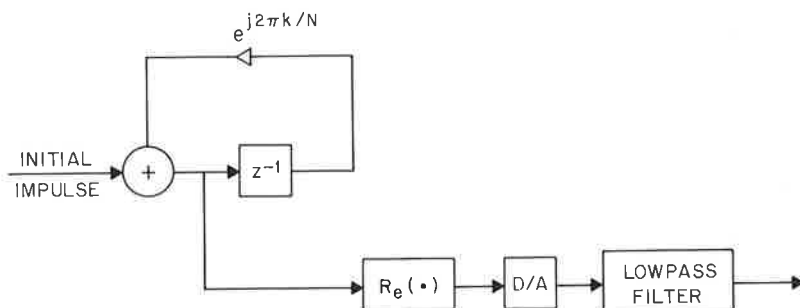 e^{j2πk/N}
INITIAL
IMPULSE
+
z⁻¹
R_e(•)
D/A
LOWPASS
FILTER